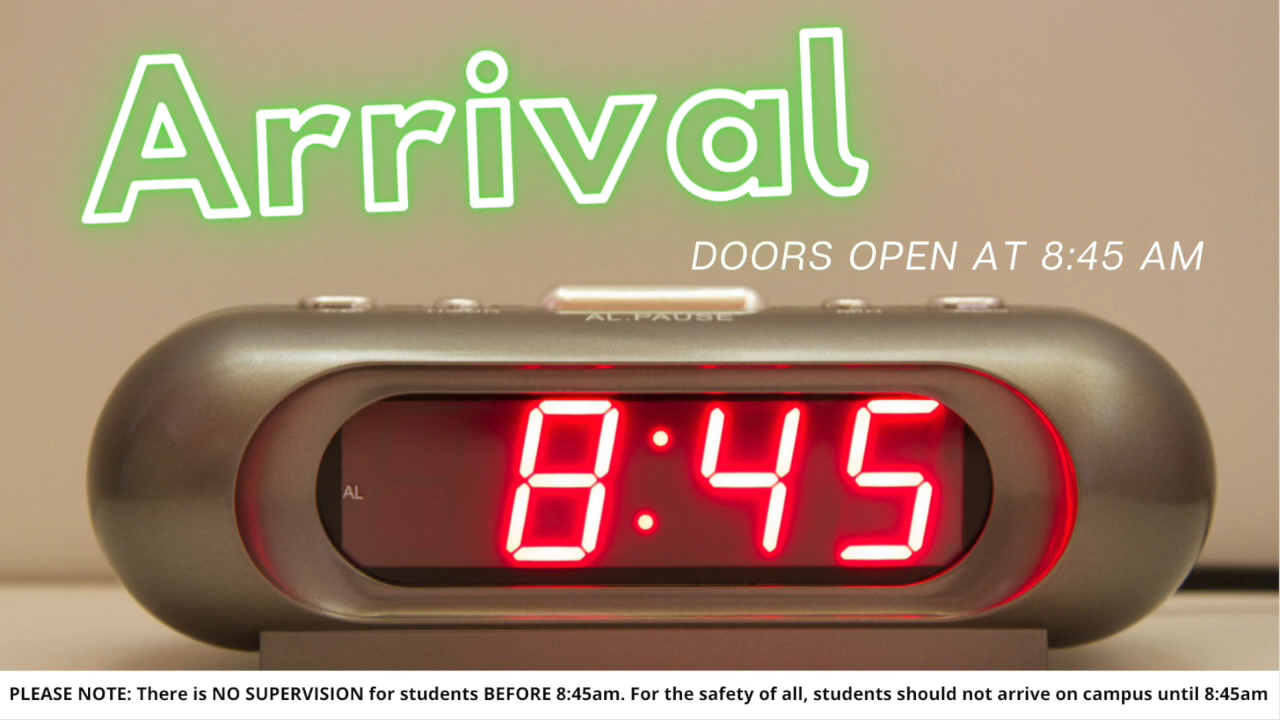 Arrival
DOORS OPEN AT 8:45 AM
AL.PAUSE
AL
8:45
PLEASE NOTE: There is NO SUPERVISION for students BEFORE 8:45am. For the safety of all, students should not arrive on campus until 8:45am